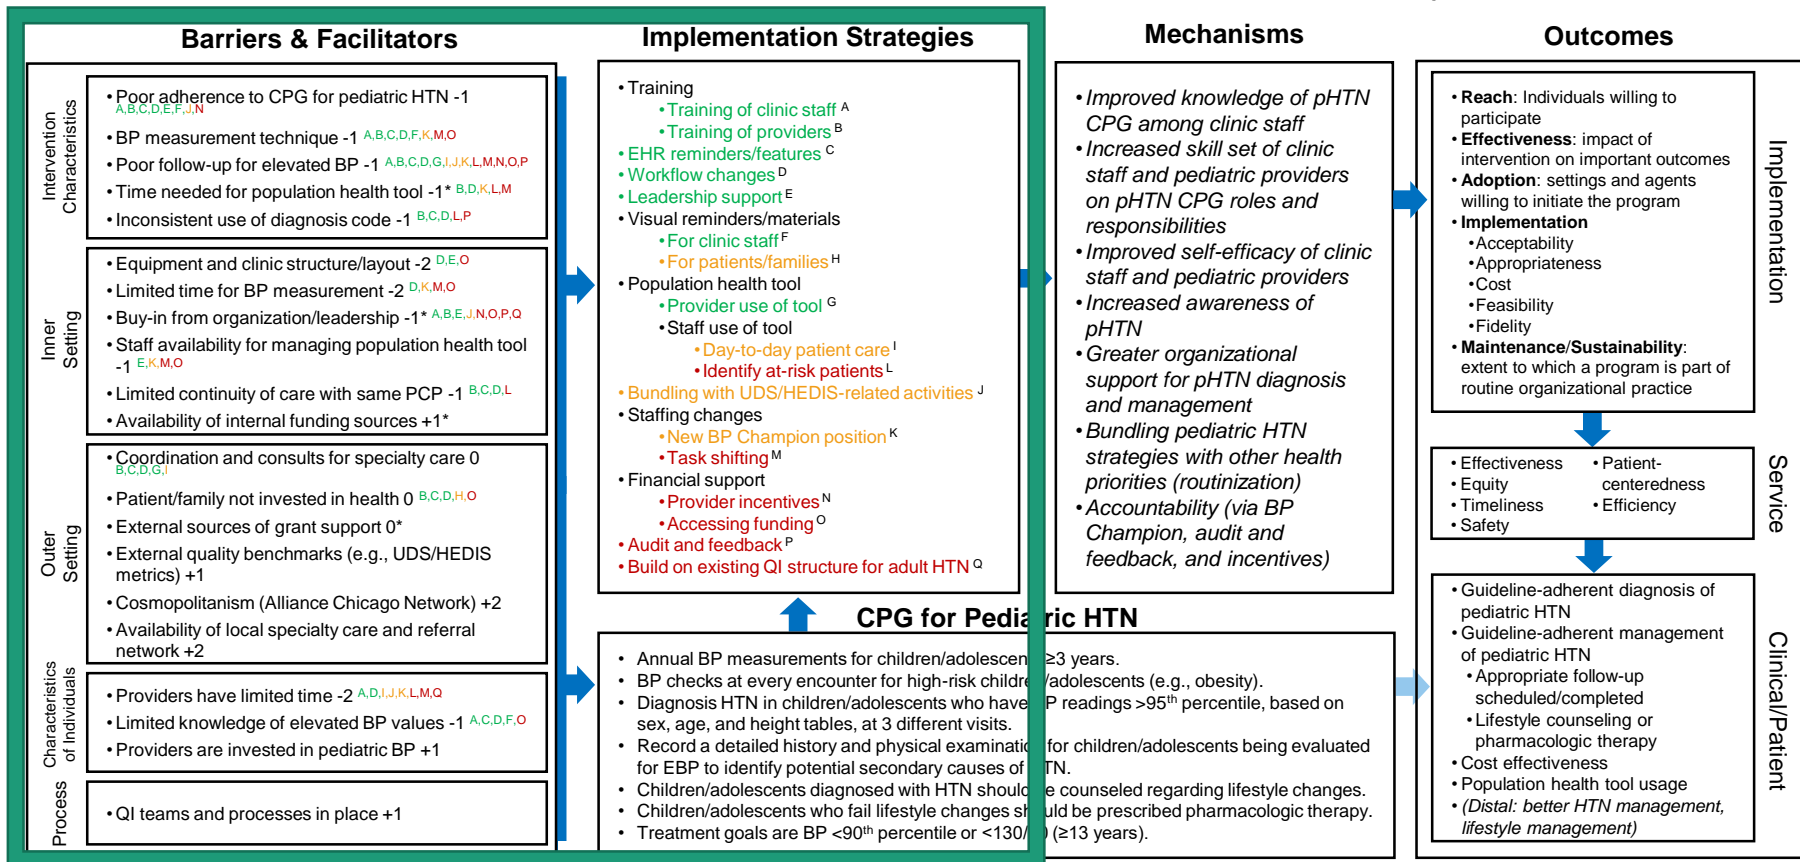 Barriers & Facilitators
Intervention
Characteristics
•Poor adherence to CPG for pediatric HTN -1
A,B,C,D,E,F,J,N
•BP measurement technique -1 A,B,C,D,F,K,M,O
•Poor follow-up for elevated BP -1 A,B,C,D,G,I,J,K,L,M,N,O,P
•Time needed for population health tool -1* B,D,K,L,M
•Inconsistent use of diagnosis code -1 B,C,D,L,P
Inner
Setting
•Equipment and clinic structure/layout -2 D,E,O
•Limited time for BP measurement -2 D,K,M,O
•Buy-in from organization/leadership -1* A,B,E,J,N,O,P,Q
•Staff availability for managing population health tool
-1 E,K,M,O
•Limited continuity of care with same PCP -1 B,C,D,L
•Availability of internal funding sources +1*
Outer
Setting
•Coordination and consults for specialty care 0
B,C,D,G,I
•Patient/family not invested in health 0 B,C,D,H,O
•External sources of grant support 0*
•External quality benchmarks (e.g., UDS/HEDIS
metrics) +1
•Cosmopolitanism (Alliance Chicago Network) +2
•Availability of local specialty care and referral
network +2
Characteristics
of Individuals
•Providers have limited time -2 A,D,I,J,K,L,M,Q
•Limited knowledge of elevated BP values -1 A,C,D,F,O
•Providers are invested in pediatric BP +1
Process
•QI teams and processes in place +1
Implementation Strategies
•Training
•Training of clinic staff A
•Training of providers B
•EHR reminders/features C
•Workflow changes D
•Leadership support E
•Visual reminders/materials
•For clinic staff F
•For patients/families H
•Population health tool
•Provider use of tool G
•Staff use of tool
•Day-to-day patient care I
•Identify at-risk patients L
•Bundling with UDS/HEDIS-related activities J
•Staffing changes
•New BP Champion position K
•Task shifting M
•Financial support
•Provider incentives N
•Accessing funding O
•Audit and feedback P
•Build on existing QI structure for adult HTN Q
CPG for Pediatric HTN
• Annual BP measurements for children/adolescent ≥3 years.
• BP checks at every encounter for high-risk childre /adolescents (e.g., obesity).
• Diagnosis HTN in children/adolescents who have P readings >95th percentile, based on
sex, age, and height tables, at 3 different visits.
• Record a detailed history and physical examinatio for children/adolescents being evaluated
for EBP to identify potential secondary causes of TN.
• Children/adolescents diagnosed with HTN should e counseled regarding lifestyle changes.
• Children/adolescents who fail lifestyle changes sh uld be prescribed pharmacologic therapy.
• Treatment goals are BP <90th percentile or <130/ 0 (≥13 years).
Mechanisms
•Improved knowledge of pHTN
CPG among clinic staff
•Increased skill set of clinic
staff and pediatric providers
on pHTN CPG roles and
responsibilities
•Improved self-efficacy of clinic
staff and pediatric providers
•Increased awareness of
pHTN
•Greater organizational
support for pHTN diagnosis
and management
•Bundling pediatric HTN
strategies with other health
priorities (routinization)
•Accountability (via BP
Champion, audit and
feedback, and incentives)
Outcomes
•Reach: Individuals willing to
participate
•Effectiveness: impact of
intervention on important outcomes
•Adoption: settings and agents
willing to initiate the program
•Implementation
•Acceptability
•Appropriateness
•Cost
•Feasibility
•Fidelity
•Maintenance/Sustainability:
extent to which a program is part of
routine organizational practice
Implementation
•Effectiveness
•Equity
•Timeliness
•Safety
•Patient-
centeredness
•Efficiency
Service
•Guideline-adherent diagnosis of
pediatric HTN
•Guideline-adherent management
of pediatric HTN
•Appropriate follow-up
scheduled/completed
•Lifestyle counseling or
pharmacologic therapy
•Cost effectiveness
•Population health tool usage
•(Distal: better HTN management,
lifestyle management)
Clinical/Patient